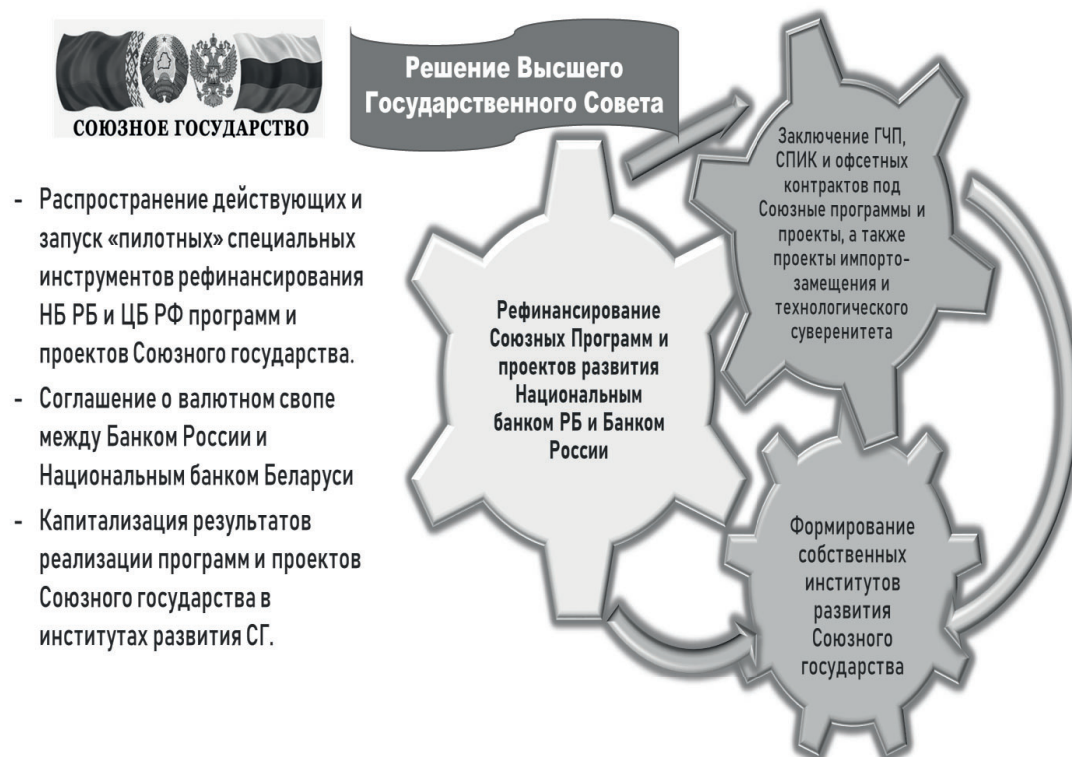 СОЮЗНОЕ ГОСУДАРСТВО
Решение Высшего
Государственного Совета
- Распространение действующих и
запуск «пилотных» специальных
инструментов рефинансирования
НБ РБ и ЦБ РФ программ и
проектов Союзного государства.
- Соглашение о валютном свопе
между Банком России и
Национальным банком Беларуси
- Капитализация результатов
реализации программ и проектов
Союзного государства в
институтах развития СГ.
Рефинансирование
Союзных Программ и
проектов развития
Национальным
банком РБ и Банком
России
Заключение ГЧП,
СПИК и офсетных
контрактов под
Союзные программы и
проекты, а также
проекты импорто-
замещения и
технологического
суверенитета
Формирование
собственных
институтов
развития
Союзного
государства